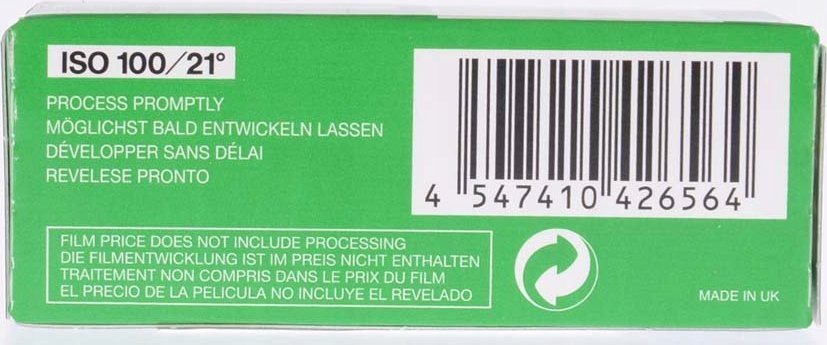 ISO 100/21°
PROCESS PROMPTLY
MÖGLICHST BALD ENTWICKELN LASSEN
DÉVELOPPER SANS DÉLAI
REVELESE PRONTO
4 547410 426564
FILM PRICE DOES NOT INCLUDE PROCESSING
DIE FILMENTWICKLUNG IST IM PREIS NICHT ENTHALTEN
TRAITEMENT NON COMPRIS DANS LE PRIX DU FILM
EL PRECIO DE LA PELICULA NO INCLUYE EL REVELADO
MADE IN UK